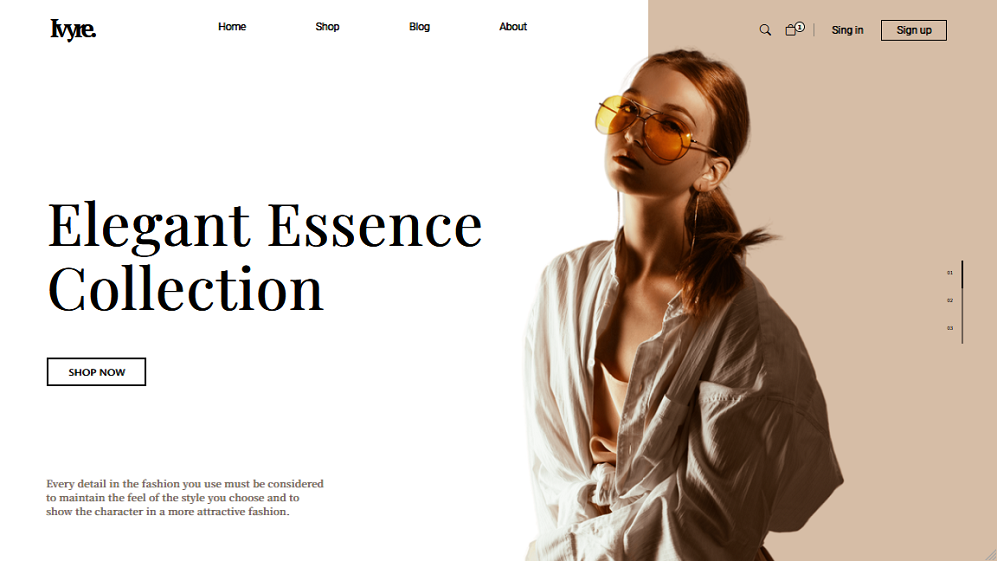 Ivyre.
Home Shop Blog About
1
Sing in
Sign up
Elegant Essence
Collection
SHOP NOW
01
02
03
Every detail in the fashion you use must be considered
to maintain the feel of the style you choose and to
show the character in a more attractive fashion.